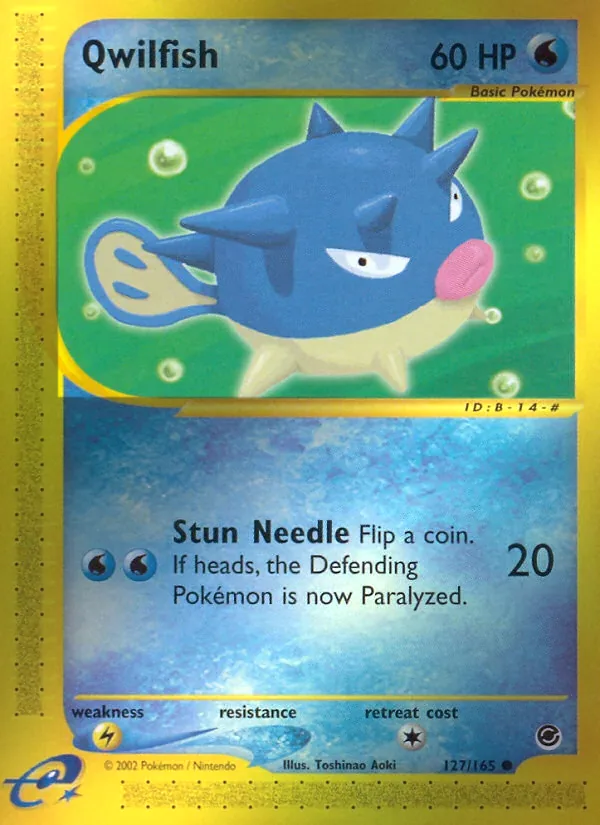 Qwilfish 60 HP
Basic Pokémon
ID:B-14-#
Stun Needle Flip a coin.
If heads, the Defending
Pokémon is now Paralyzed.
20
weakness resistance retreat cost
© 2002 Pokémon / Nintendo Illus. Toshinao Aoki 127/165
e